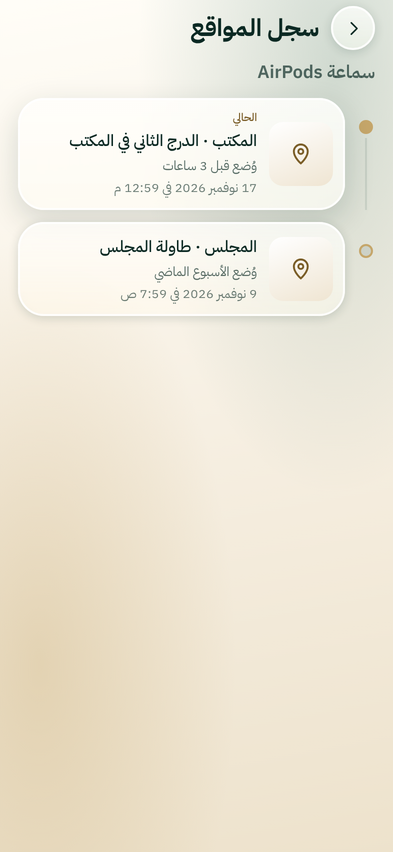 سجل المواقع
سماعة AirPods
الحالي
المكتب · الدرج الثاني في المكتب
وُضع قبل 3 ساعات
17 نوفمبر 2026 في 12:59 م
المجلس · طاولة المجلس
وُضع الأسبوع الماضي
9 نوفمبر 2026 في 7:59 ص